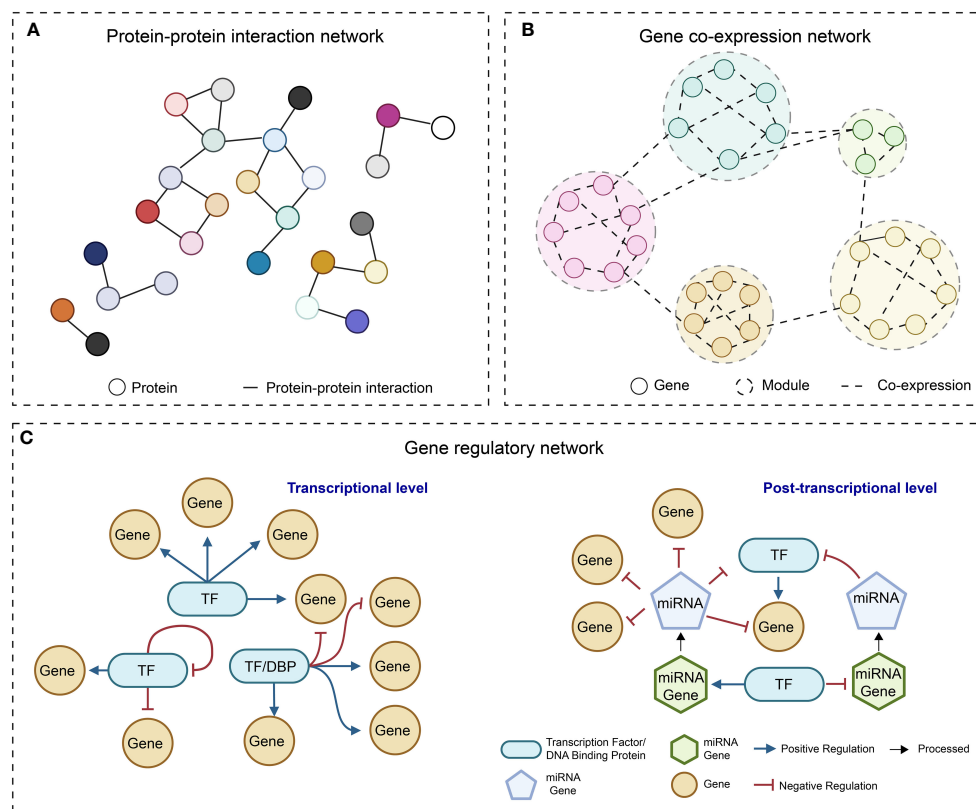 A
Protein-protein interaction network
Protein
Protein-protein interaction
B
Gene co-expression network
Gene
Module
Co-expression
C
Gene regulatory network
Transcriptional level
Gene
Gene
Gene
TF
Gene
Gene
TF
Gene
Gene
TF/DBP
Gene
Gene
Gene
Post-transcriptional level
Gene
Gene
Gene
miRNA
TF
Gene
miRNA
miRNA
Gene
TF
miRNA
Gene
Transcription Factor/
DNA Binding Protein
miRNA
Gene
miRNA
Gene
Gene
Positive Regulation
Processed
Negative Regulation